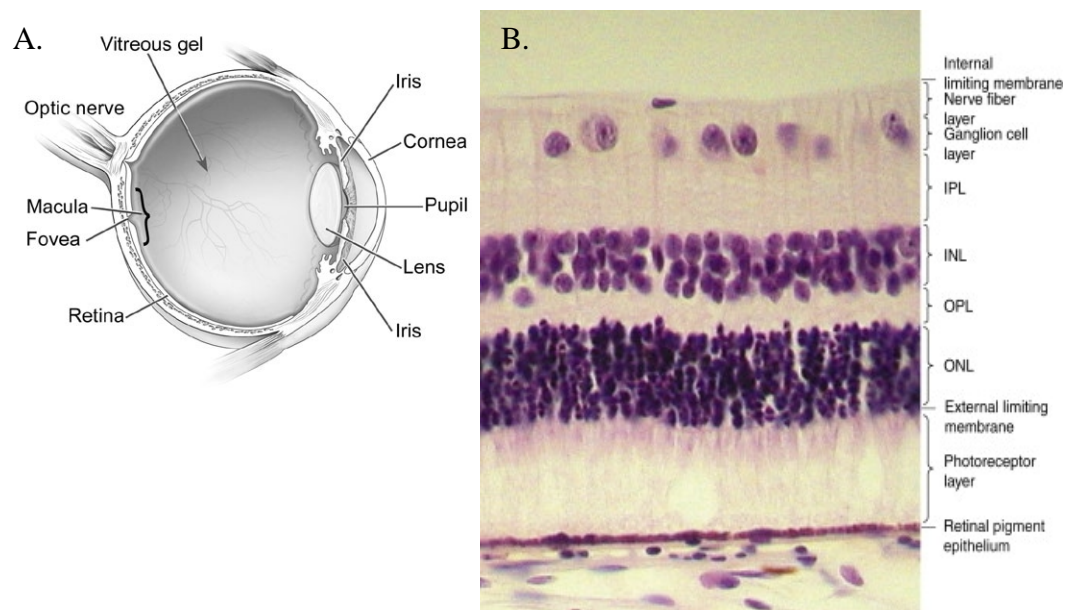 A.
Vitreous gel
Optic nerve
Iris
Cornea
Macula
Pupil
Fovea
Lens
Retina
Iris
B.
Internal
limiting membrane
Nerve fiber
layer
Ganglion cell
layer
IPL
INL
OPL
ONL
External limiting
membrane
Photoreceptor
layer
Retinal pigment
epithelium